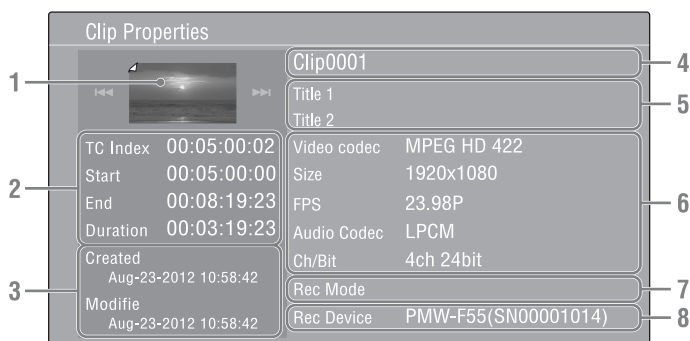 Clip Properties
1
Clip0001
4
Title 1
Title 2
5
2
TC Index 00:05:00:02
Start 00:05:00:00
End 00:08:19:23
Duration 00:03:19:23
Video codec MPEG HD 422
Size 1920x1080
FPS 23.98P
Audio Codec LPCM
Ch/Bit 4ch 24bit
6
3
Created
Aug-23-2012 10:58:42
Modifie
Aug-23-2012 10:58:42
Rec Mode
7
Rec Device PMW-F55(SN00001014)
8